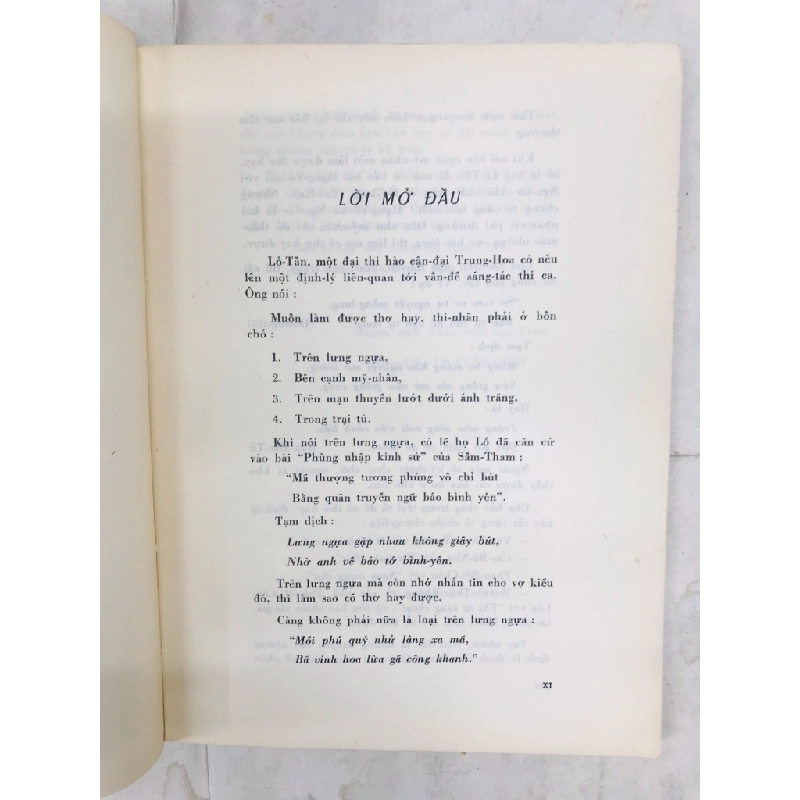 LỜI MỞ ĐẦU
Lỗ-Tấn, một đại thi hào cận-đại Trung-Hoa có nêu
lên một định-lý liên-quan tới vấn-đề sáng-tác thi ca.
Ông nói :
Muốn làm được thơ hay, thi-nhân phải ở bốn
chỗ :
1. Trên lưng ngựa,
2. Bên cạnh mỹ-nhân,
3. Trên mạn thuyền lướt dưới ánh trăng,
4. Trong trại tù.
Khi nói trên lưng ngựa, có lẽ họ Lỗ đã căn cứ
vào bài “Phùng nhập kinh sứ” của Sầm-Tham :
“Mã thượng tương phùng vô chỉ bút
Bằng quân truyền ngữ báo bình yên”.
Tạm dịch :
Lưng ngựa gặp nhau không giấy bút,
Nhờ anh về bảo tớ bình-yên.
Trên lưng ngựa mà còn nhớ nhắn tin cho vợ kiểu
đó, thì làm sao có thơ hay được.
Càng không phải nữa là loại trên lưng ngựa :
“Mồi phú quý nhử làng xa mã,
Bã vinh hoa lừa gã công khanh.”
XI